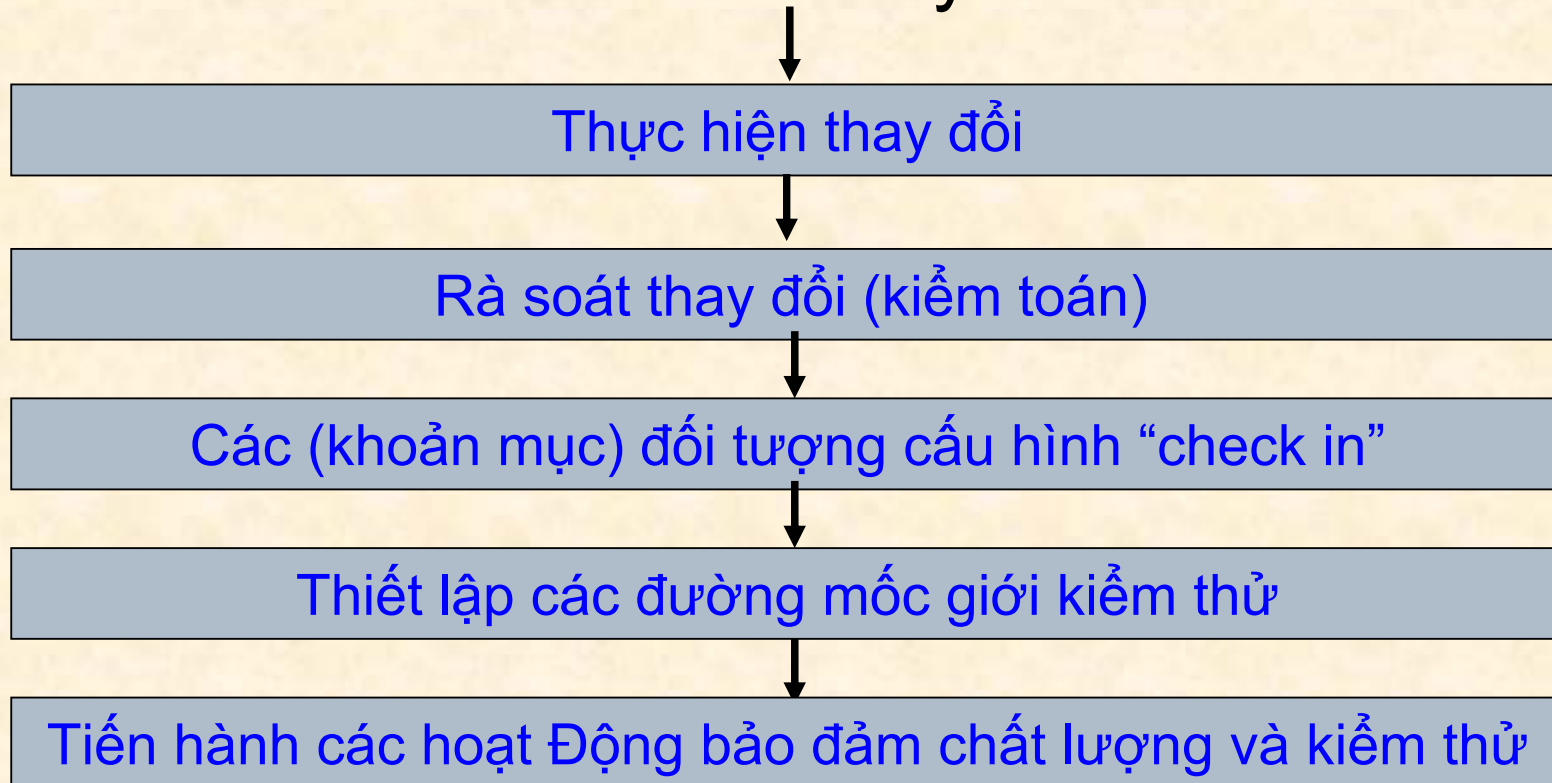 Thực hiện thay đổi
Rà soát thay đổi (kiểm toán)
Các (khoản mục) đối tượng cấu hình “check in”
Thiết lập các đường mốc giới kiểm thử
Tiến hành các hoạt Động bảo đảm chất lượng và kiểm thử